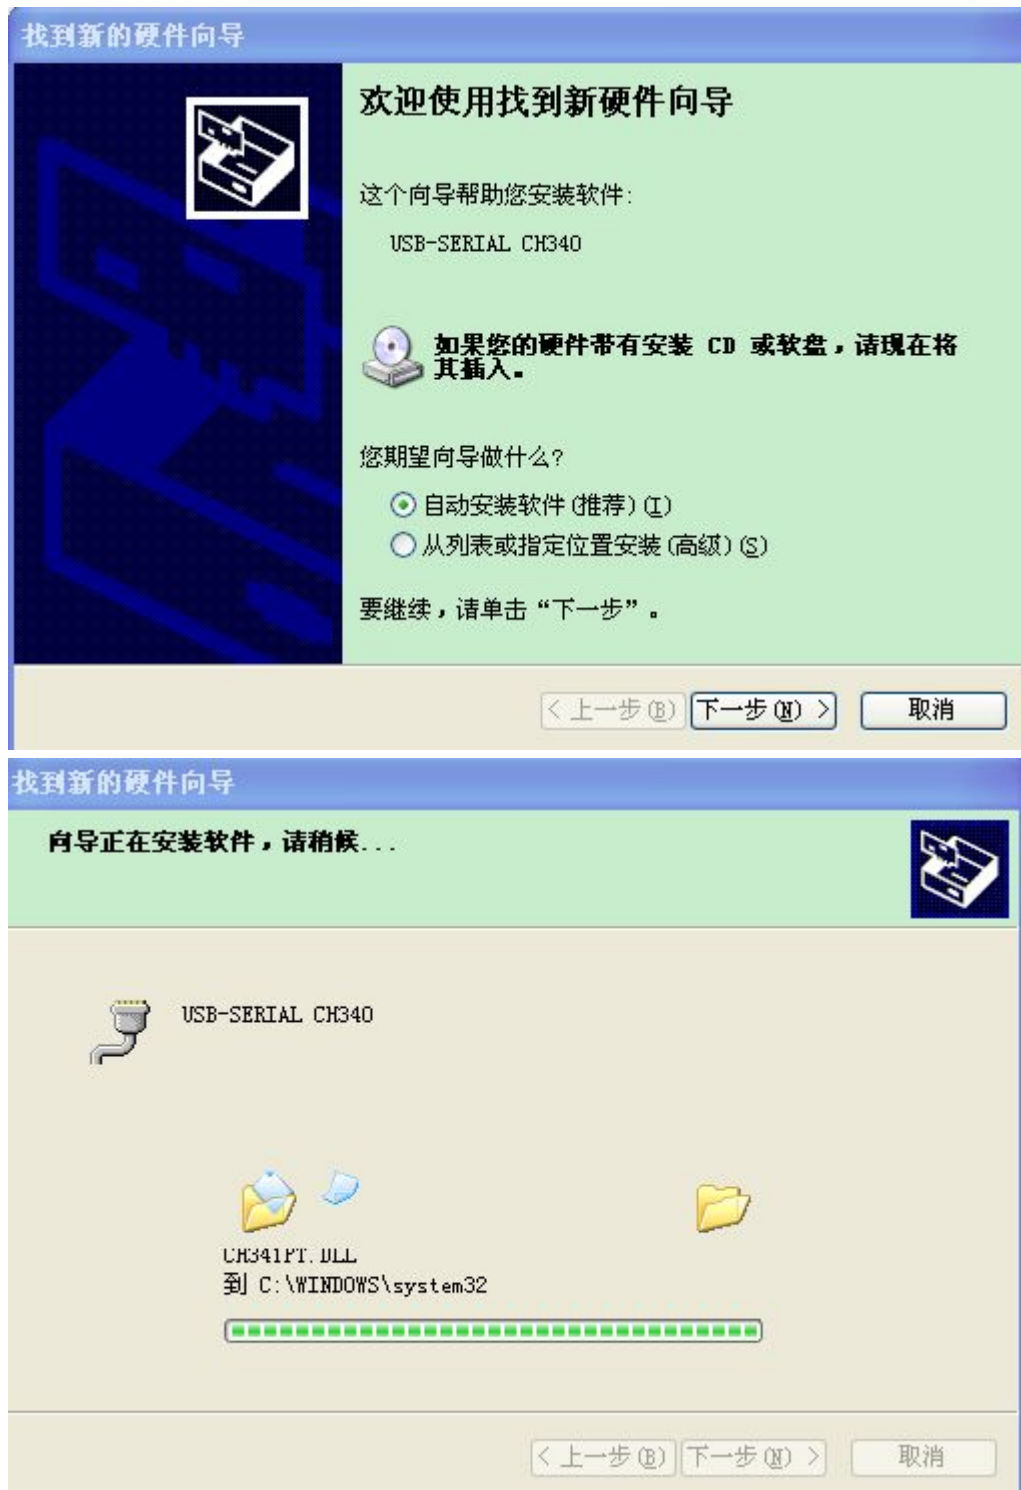 找到新的硬件向导
欢迎使用找到新硬件向导
这个向导帮助您安装软件:
USB-SERIAL CH340
如果您的硬件带有安装 CD 或软盘，请现在将
其插入。
您期望向导做什么?
自动安装软件(推荐)(I)
从列表或指定位置安装(高级)(S)
要继续，请单击“下一步”。
< 上一步(B) 下一步(N) > 取消
找到新的硬件向导
向导正在安装软件，请稍候...
USB-SERIAL CH340
CH341PT.DLL
到 C:\WINDOWS\system32
< 上一步(B) 下一步(N) > 取消